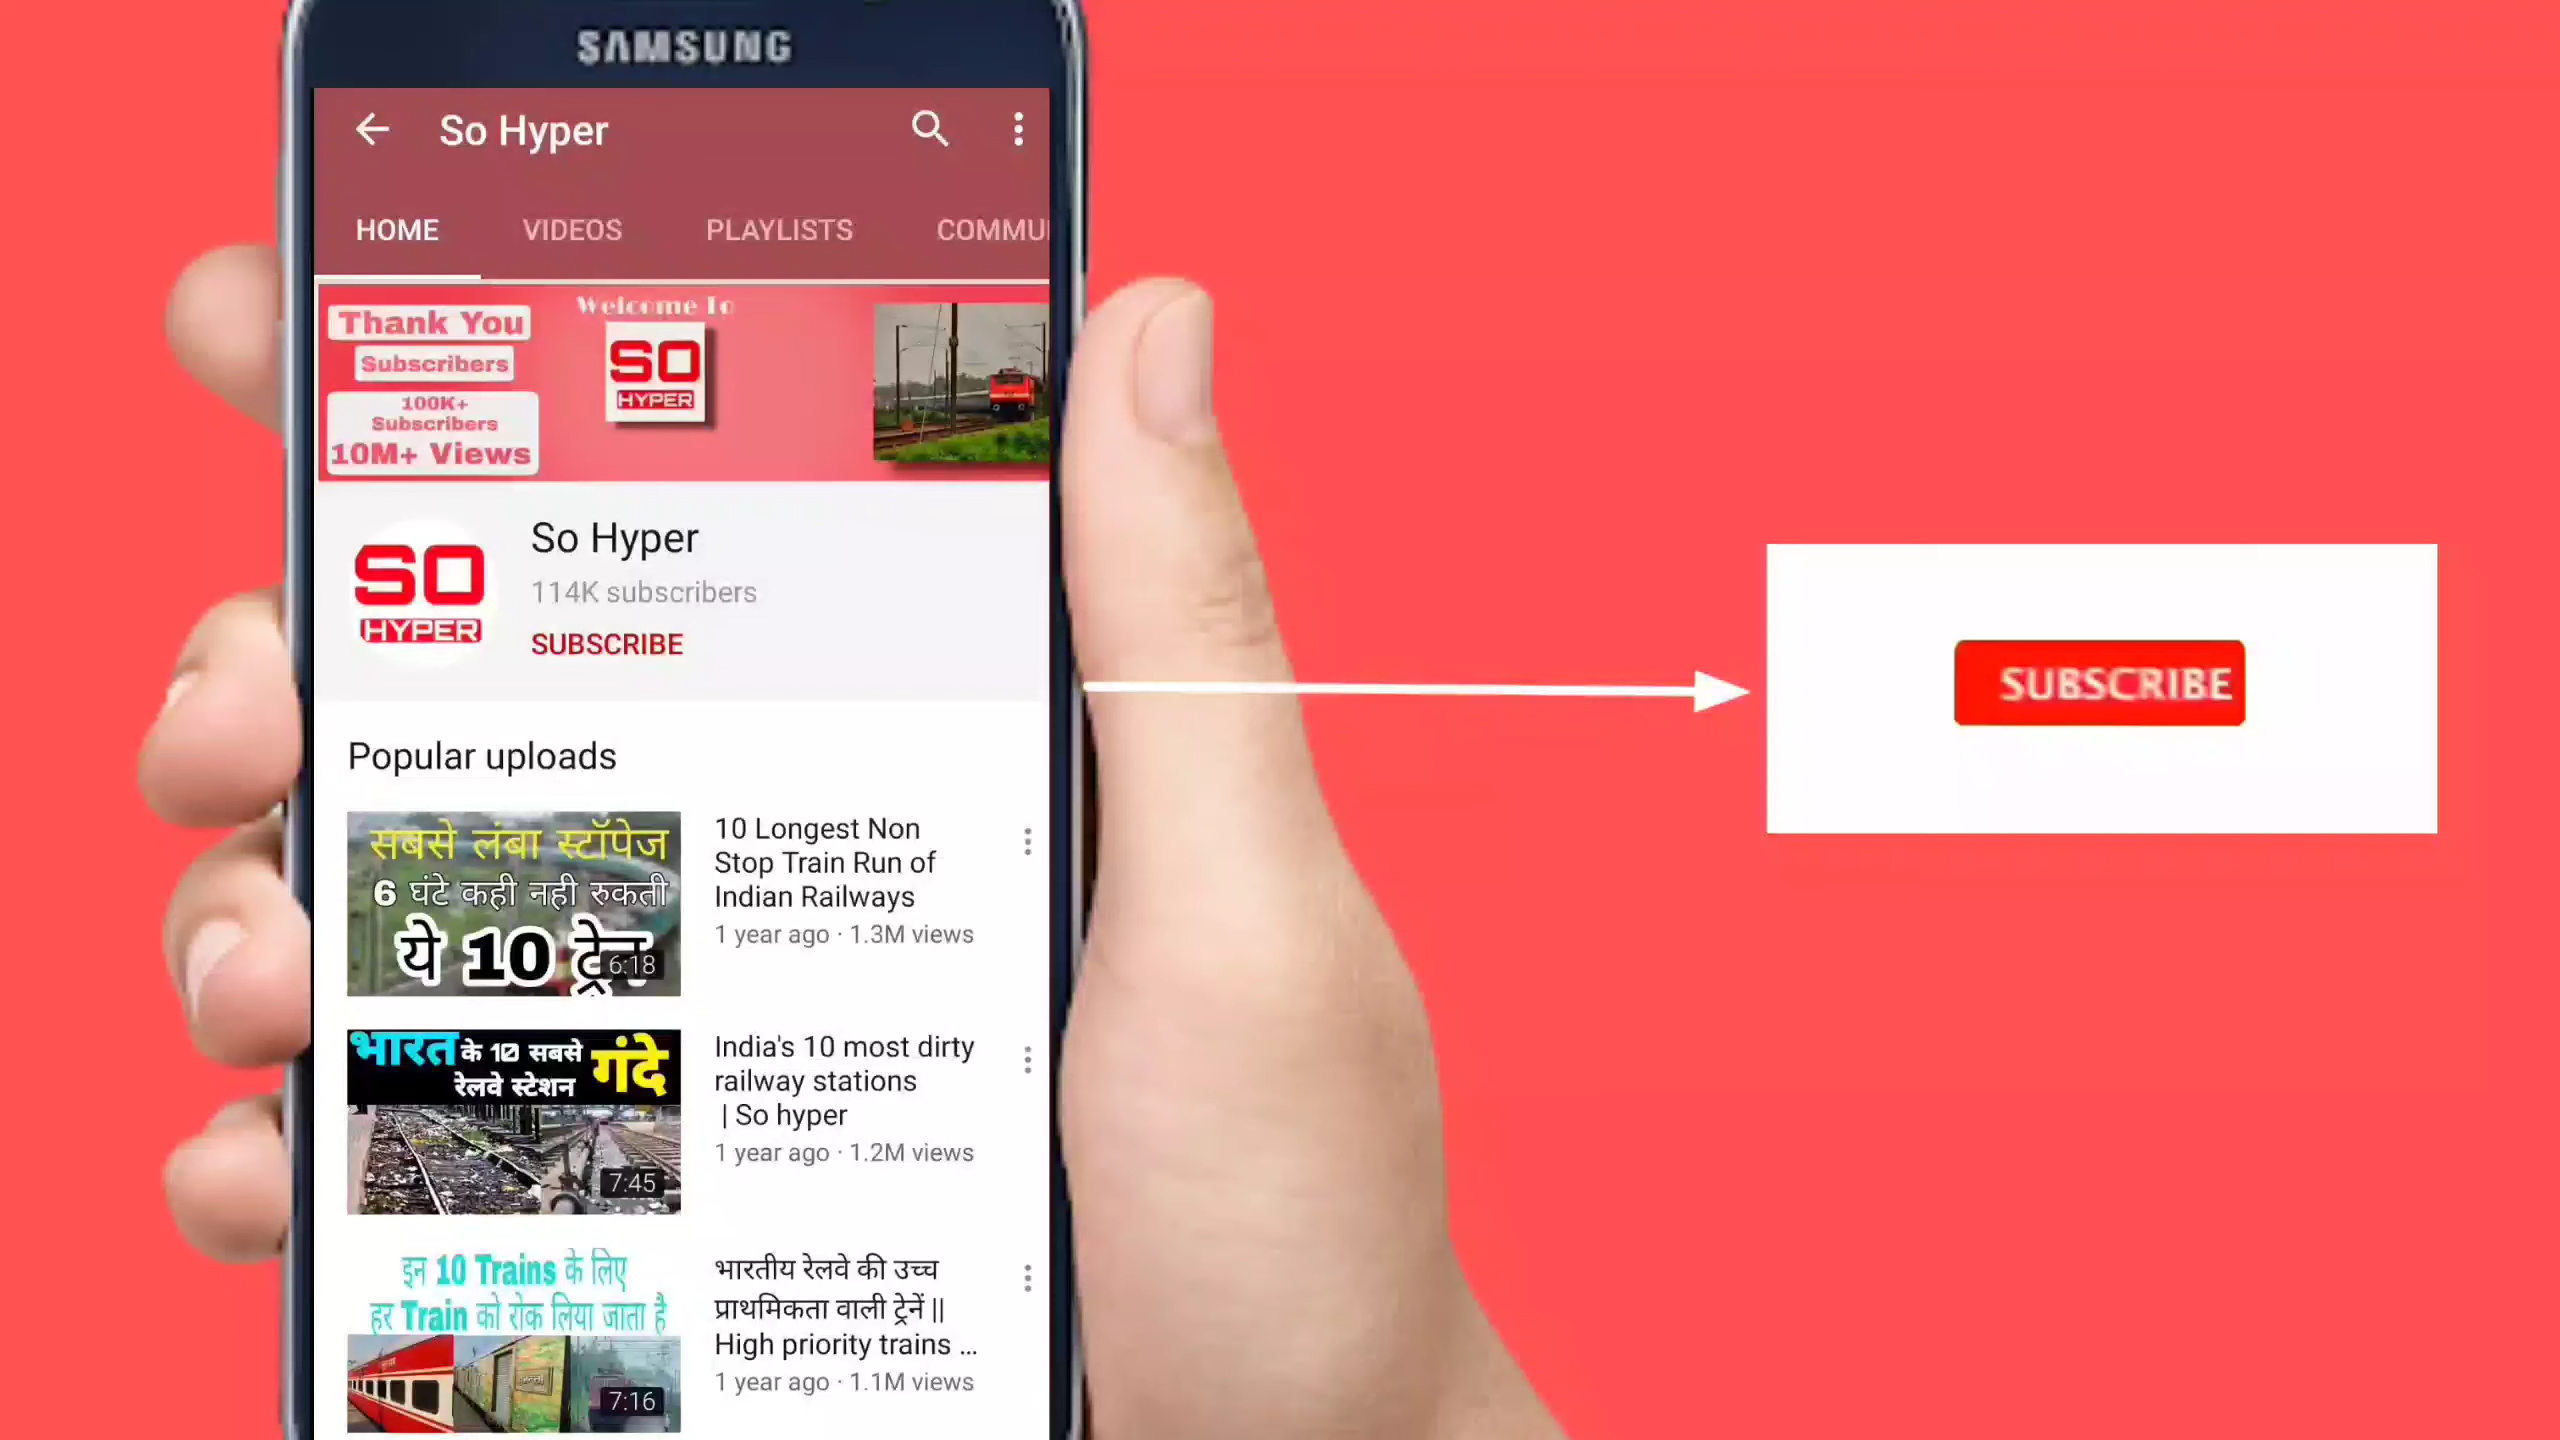 SAMSUNG
So Hyper
HOME
VIDEOS
PLAYLISTS
COMMU
Thank You
Subscribers
100K+
Subscribers
10M+ Views
Welcome To
SO
HYPER
SO
HYPER
So Hyper
114K subscribers
SUBSCRIBE
SUBSCRIBE
Popular uploads
सबसे लंबा स्टॉपेज
6 घंटे कही नही रुकती
ये 10 ट्रेन
6:18
10 Longest Non
Stop Train Run of
Indian Railways
1 year ago · 1.3M views
भारत के 10 सबसे गंदे
रेलवे स्टेशन
7:45
India's 10 most dirty
railway stations
| So hyper
1 year ago · 1.2M views
इन 10 Trains के लिए
हर Train को रोक लिया जाता है
7:16
भारतीय रेलवे की उच्च
प्राथमिकता वाली ट्रेनें ||
High priority trains ...
1 year ago · 1.1M views